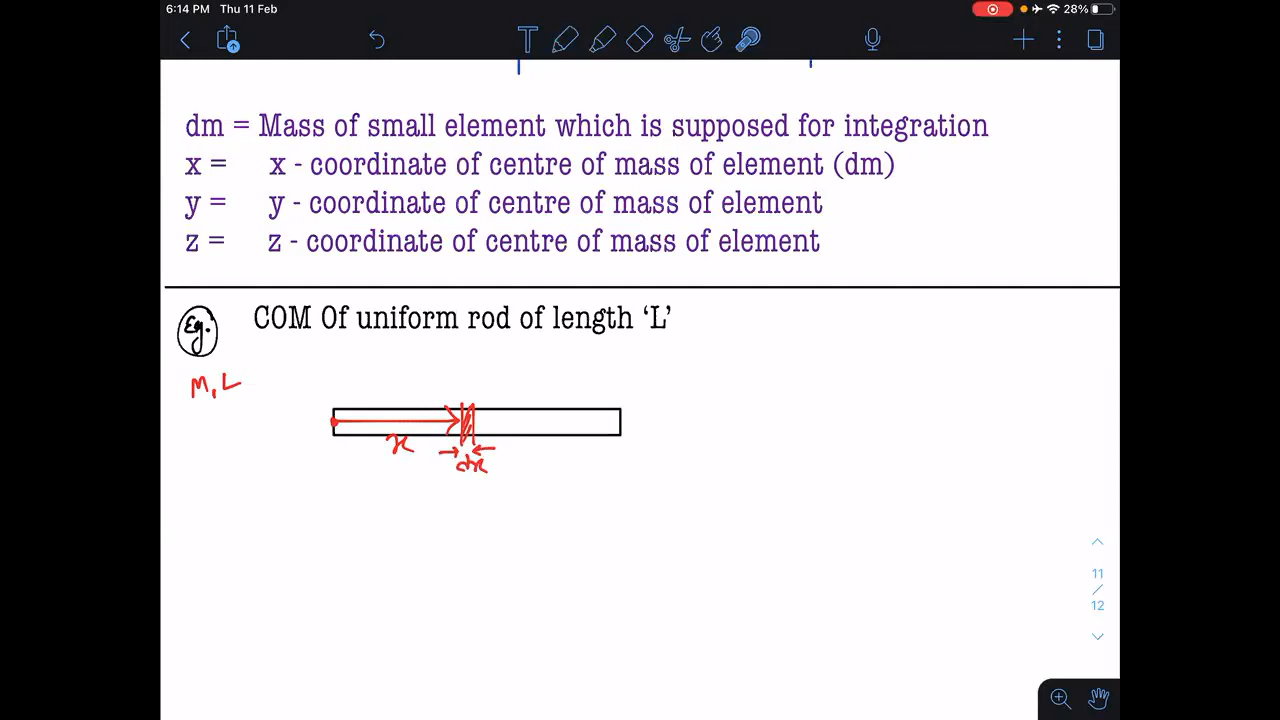 6:14 PM Thu 11 Feb
28%
T
dm = Mass of small element which is supposed for integration
x = x - coordinate of centre of mass of element (dm)
y = y - coordinate of centre of mass of element
z = z - coordinate of centre of mass of element
Eg. COM Of uniform rod of length ‘L’
M, L
x
dx
11
/
12